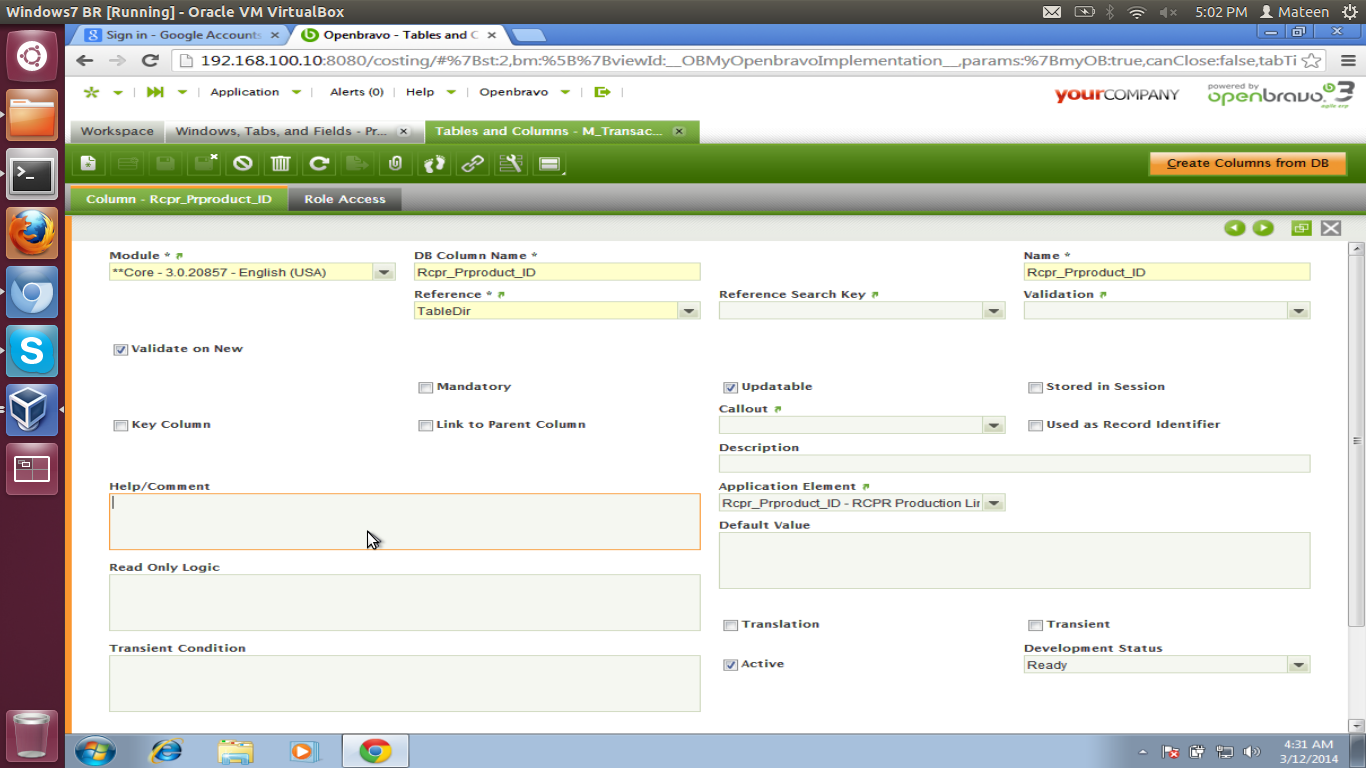 Windows7 BR [Running] - Oracle VM VirtualBox
5:02 PM Mateen
Sign in - Google Accounts × Openbravo - Tables and C ×
192.168.100.10:8080/costing/#%7Bst:2,bm:%5B%7BviewId:__OBMyOpenbravoImplementation__,params:%7BmyOB:true,canClose:false,tabTi
Application Alerts (0) Help Openbravo
yourCOMPANY
powered by
openbravo 3
agile erp
Workspace Windows, Tabs, and Fields - Pr... Tables and Columns - M_Transac...
Create Columns from DB
Column - Rcpr_Prproduct_ID Role Access
Module * DB Column Name * Name *
**Core - 3.0.20857 - English (USA) Rcpr_Prproduct_ID Rcpr_Prproduct_ID
Reference * Reference Search Key Validation
TableDir
Validate on New
Mandatory Updatable Stored in Session
Callout
Key Column Link to Parent Column Used as Record Identifier
Description
Help/Comment Application Element
Rcpr_Prproduct_ID - RCPR Production Lir
Default Value
Read Only Logic
Translation Transient
Transient Condition Development Status
Active Ready
4:31 AM
3/12/2014